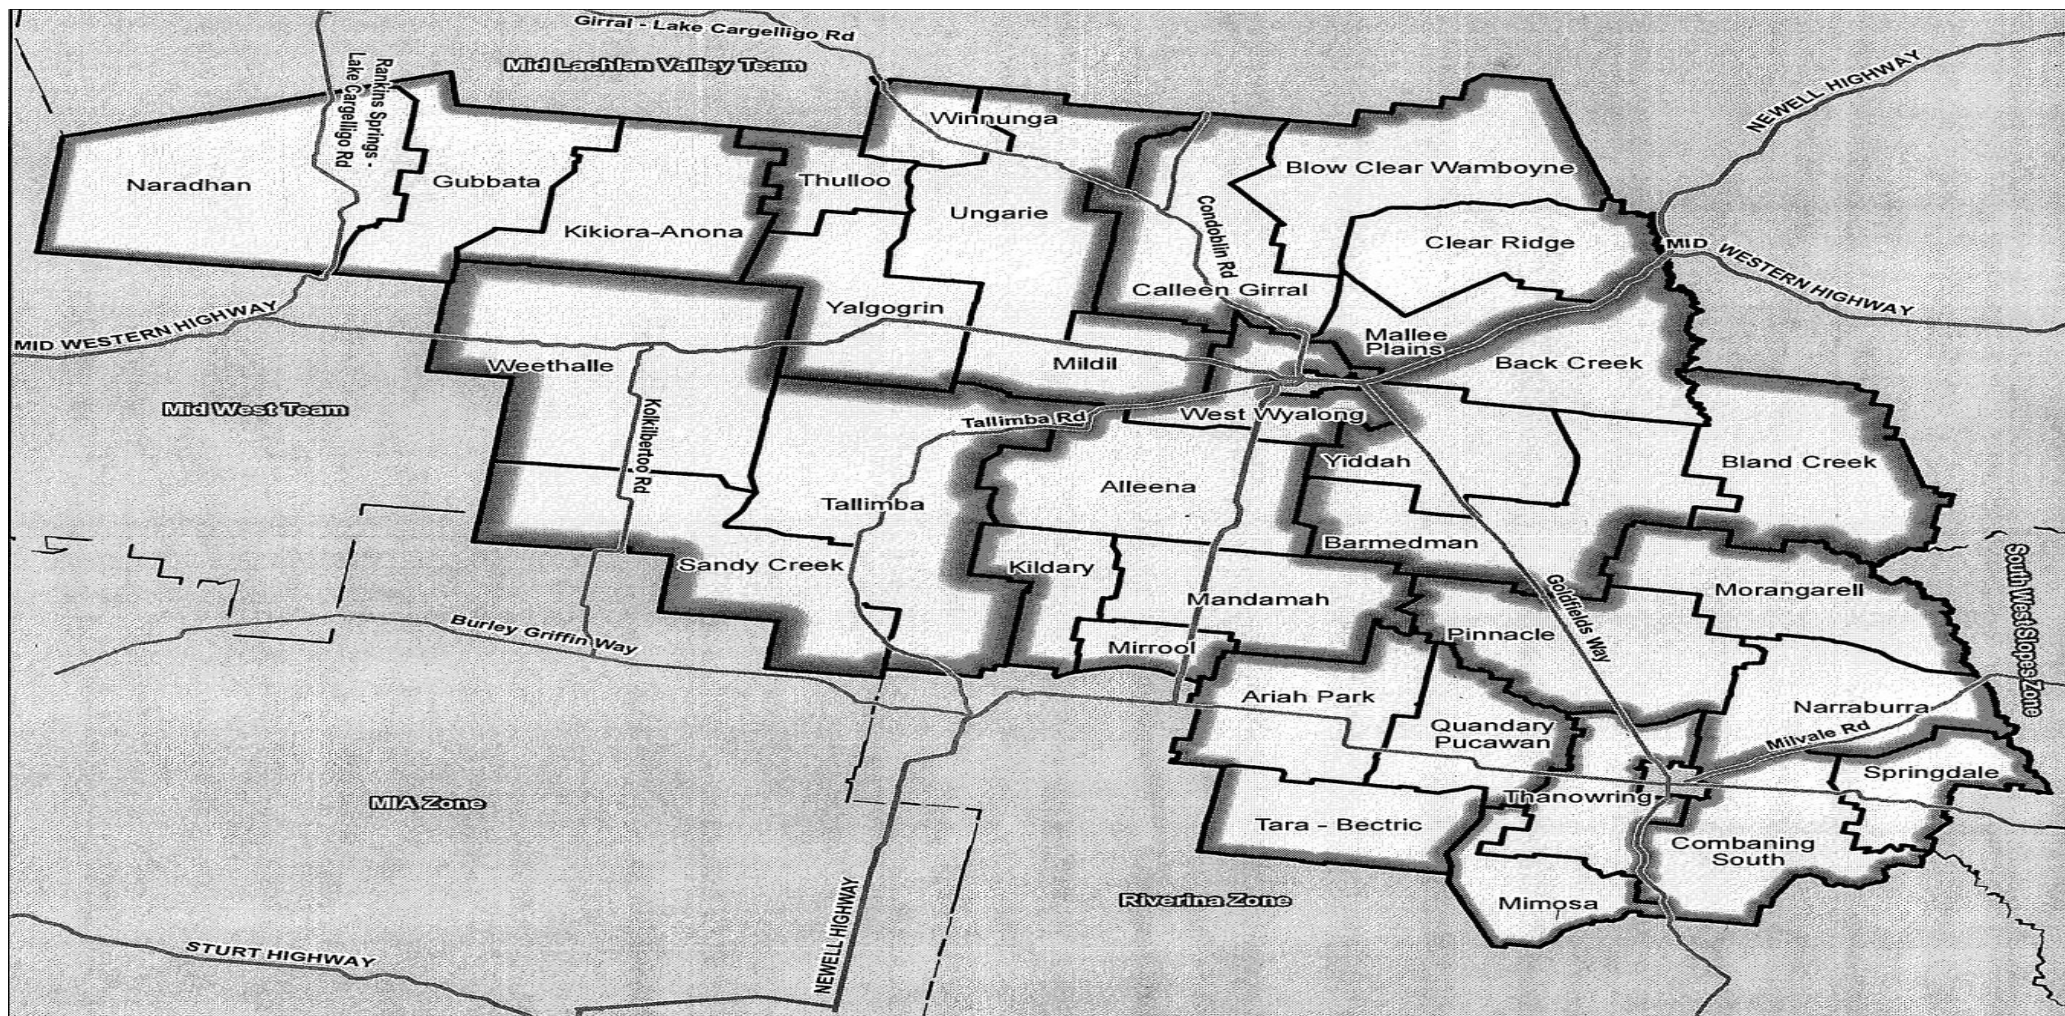 Girral - Lake Cargelligo Rd
Mid Lachlan Valley Team
NEWELL HIGHWAY
Rankins Springs -
Lake Cargelligo Rd
Winnunga
Naradhan
Gubbata
Thulloo
Blow Clear Wamboyne
Kikiora-Anona
Ungarie
Condoblin Rd
Clear Ridge
MID WESTERN HIGHWAY
Calleen Girral
Yalgogrin
MID WESTERN HIGHWAY
Mallee
Plains
Weethalle
Mildil
Back Creek
Mid West Team
Kolkilbertoo Rd
Tallimba Rd
West Wyalong
Yiddah
Bland Creek
Alleena
Tallimba
Barmedman
Sandy Creek
Kildary
Goldfields Way
Morangarell
South West Slopes Zone
Mandamah
Burley Griffin Way
Mirrool
Pinnacle
Ariah Park
Narraburra
Quandary
Pucawan
Milvale Rd
Springdale
MIA Zone
Thanowring
Tara - Bectric
Combaning
South
Riverina Zone
Mimosa
NEWELL HIGHWAY
STURT HIGHWAY